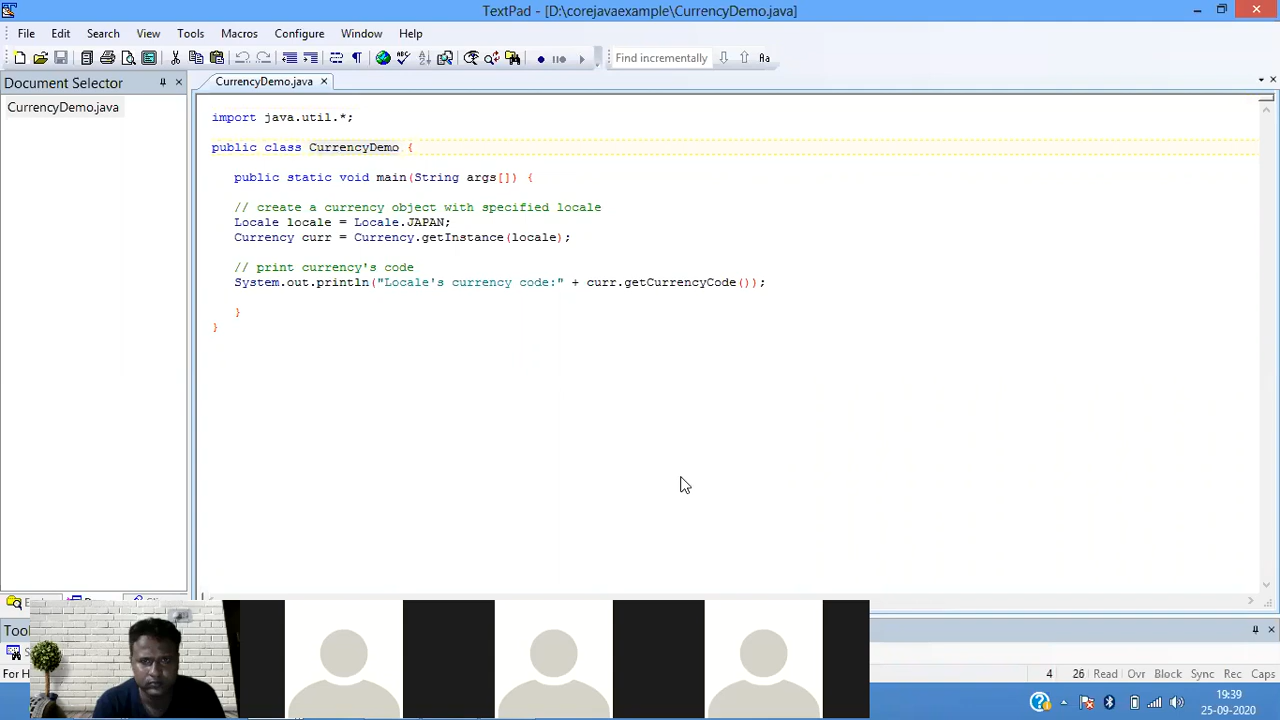 TextPad - [D:\corejavaexample\CurrencyDemo.java]
File Edit Search View Tools Macros Configure Window Help
Find incrementally
Document Selector
CurrencyDemo.java
CurrencyDemo.java
import java.util.*;
public class CurrencyDemo {
public static void main(String args[]) {
// create a currency object with specified locale
Locale locale = Locale.JAPAN;
Currency curr = Currency.getInstance(locale);
// print currency's code
System.out.println("Locale's currency code:" + curr.getCurrencyCode());
}
}
4 26 Read Ovr Block Sync Rec Caps
19:39
25-09-2020